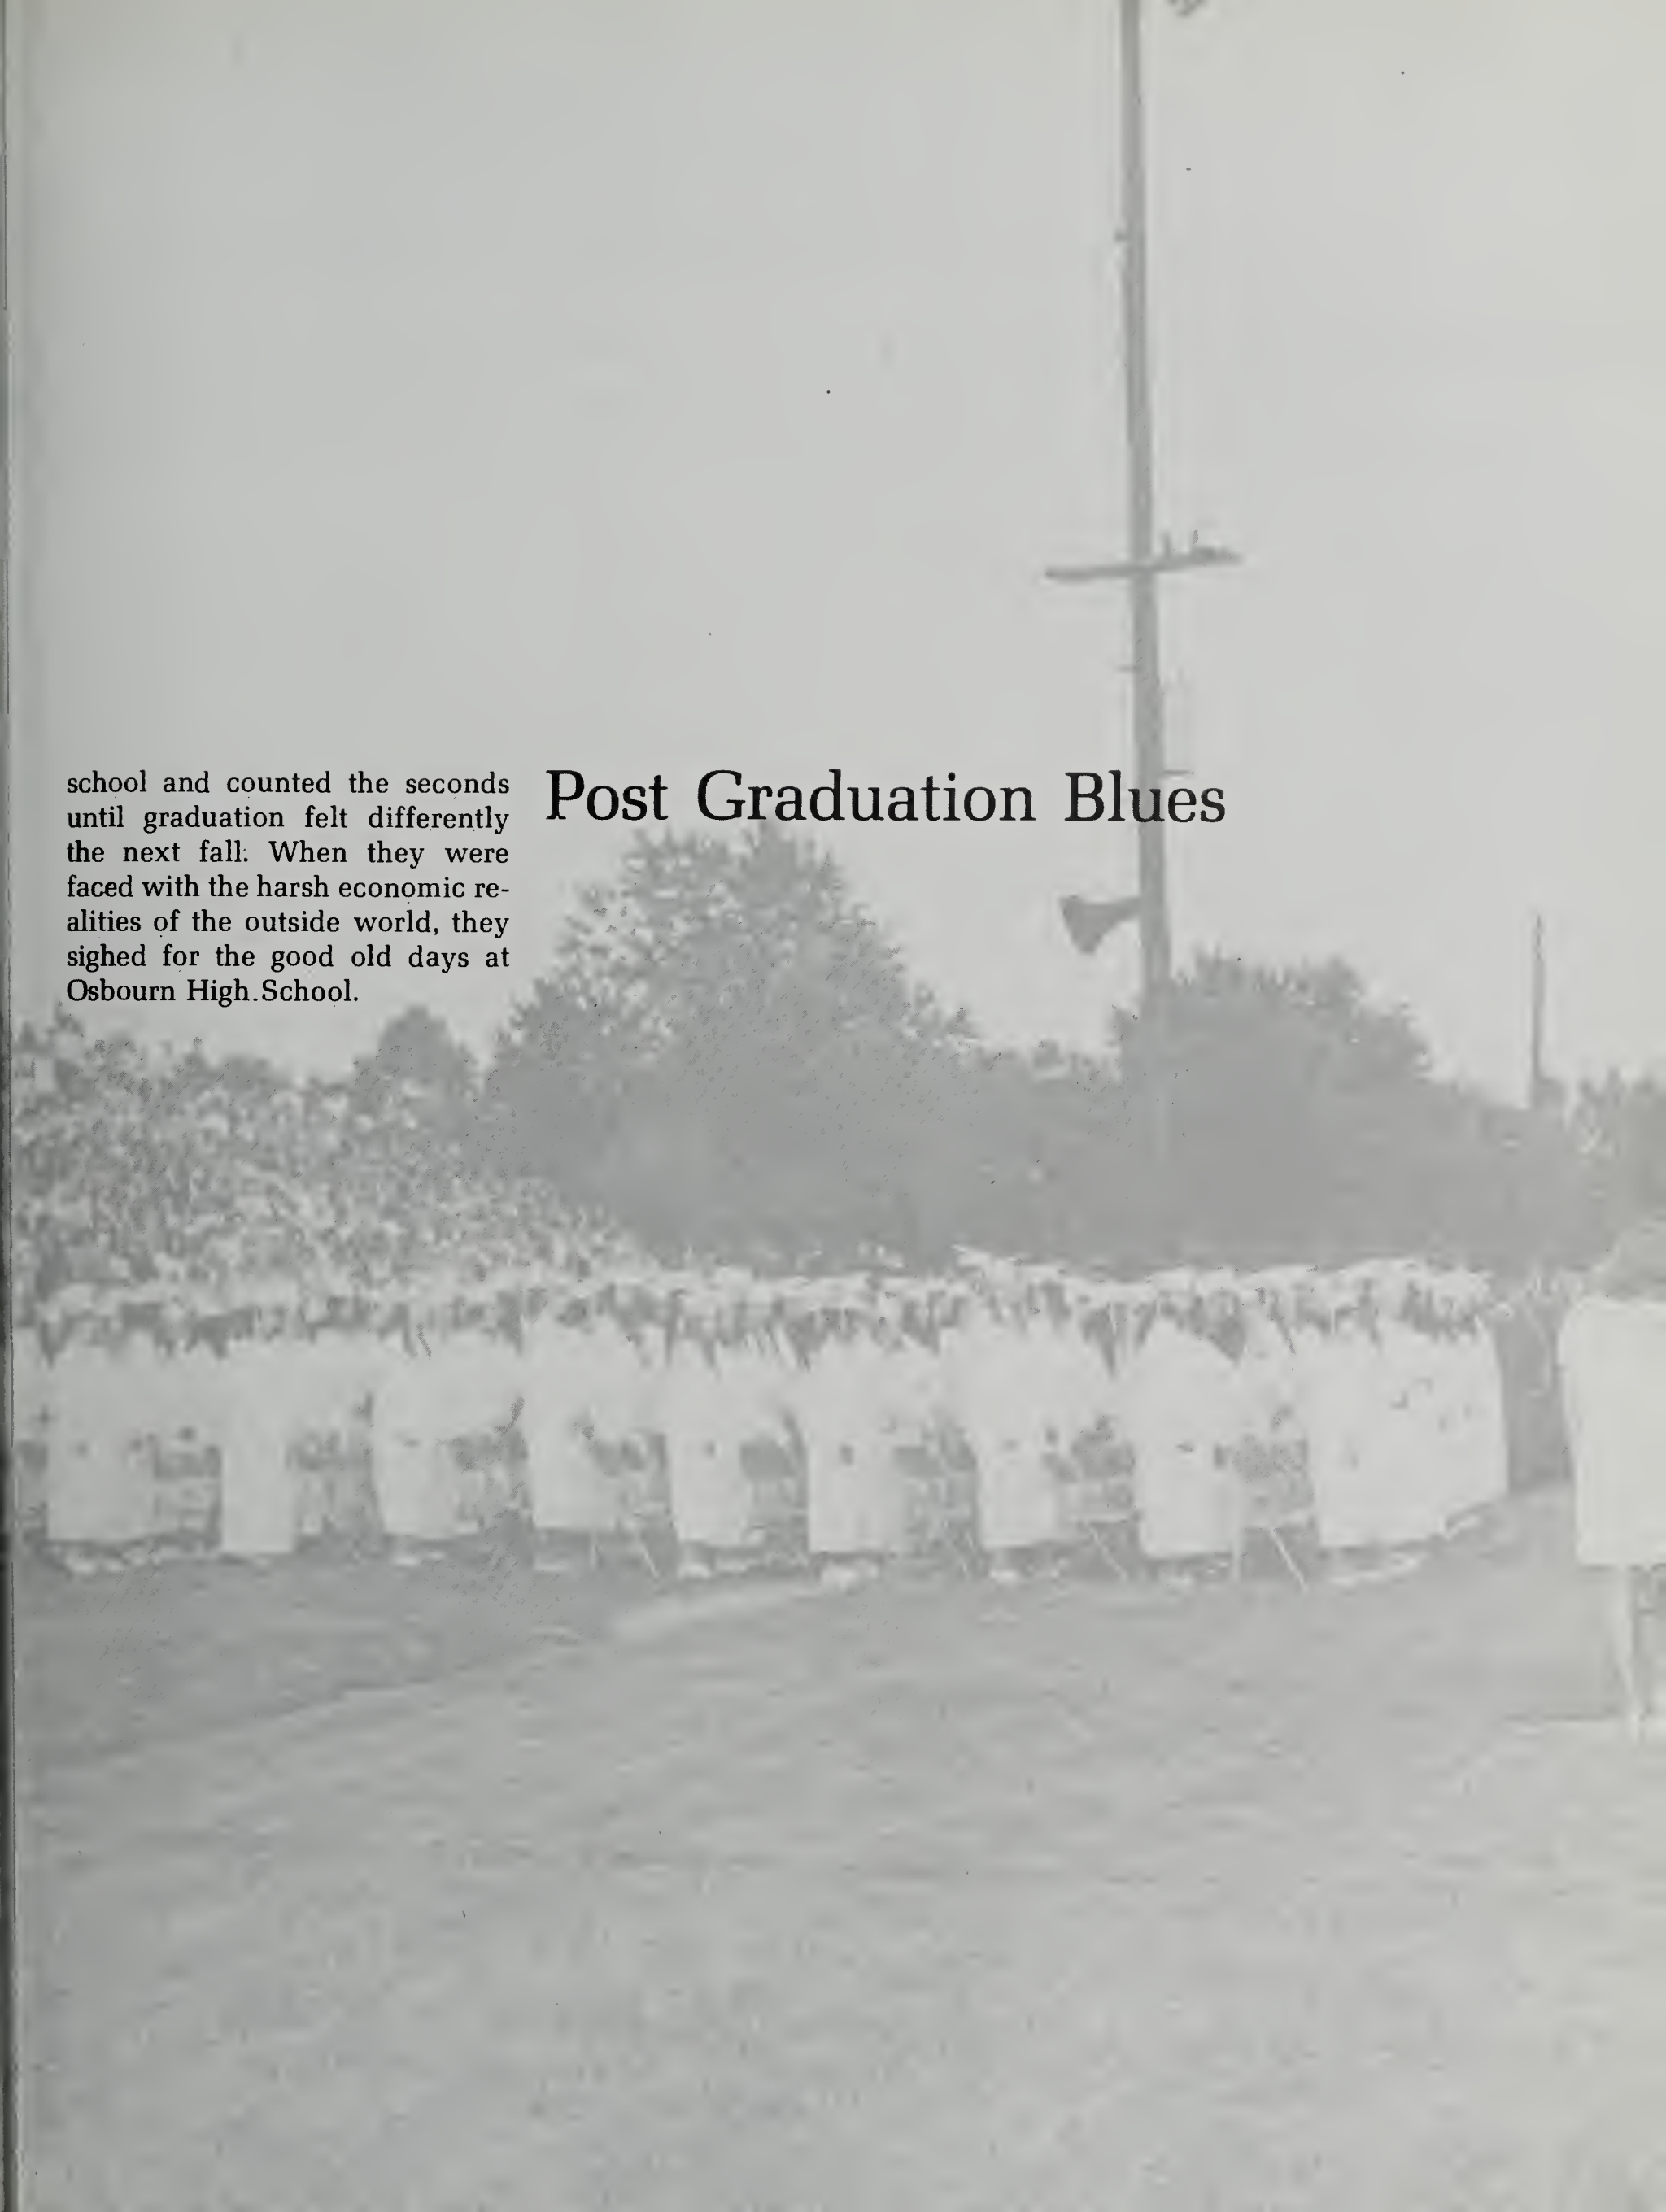 school and counted the seconds
until graduation felt differently
the next fall. When they were
faced with the harsh economic re-
alities of the outside world, they
sighed for the good old days at
Osbourn High School.
Post Graduation Blues